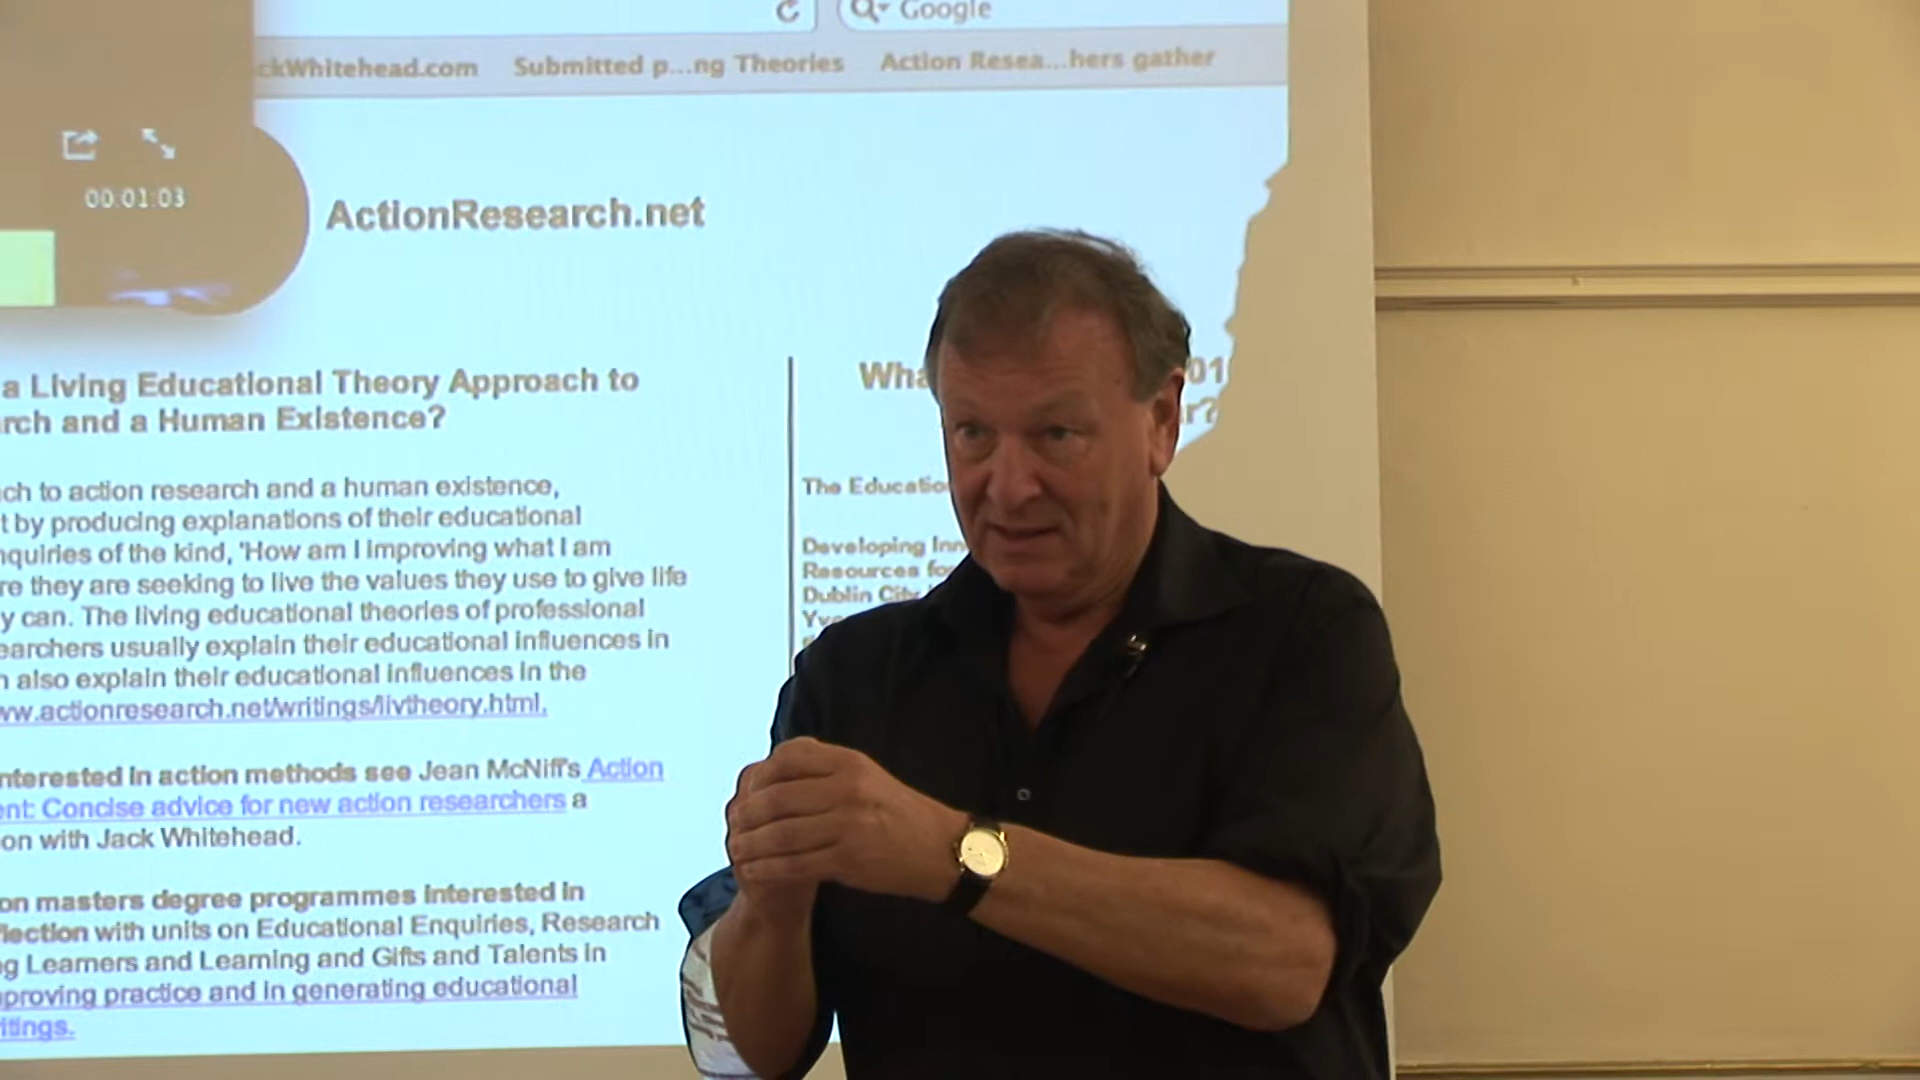 Google
ckWhitehead.com Submitted p...ng Theories Action Resea...hers gather
00:01:03
ActionResearch.net
a Living Educational Theory Approach to
rch and a Human Existence?
ch to action research and a human existence,
t by producing explanations of their educational
nquiries of the kind, 'How am I improving what I am
re they are seeking to live the values they use to give life
y can. The living educational theories of professional
earchers usually explain their educational influences in
n also explain their educational influences in the
ww.actionresearch.net/writings/livtheory.html.
nterested in action methods see Jean McNiff's Action
ent: Concise advice for new action researchers a
on with Jack Whitehead.
on masters degree programmes interested in
flection with units on Educational Enquiries, Research
ng Learners and Learning and Gifts and Talents in
mproving practice and in generating educational
ritings.
Wha 01
r?
The Educatio
Developing Inn
Resources fo
Dublin City